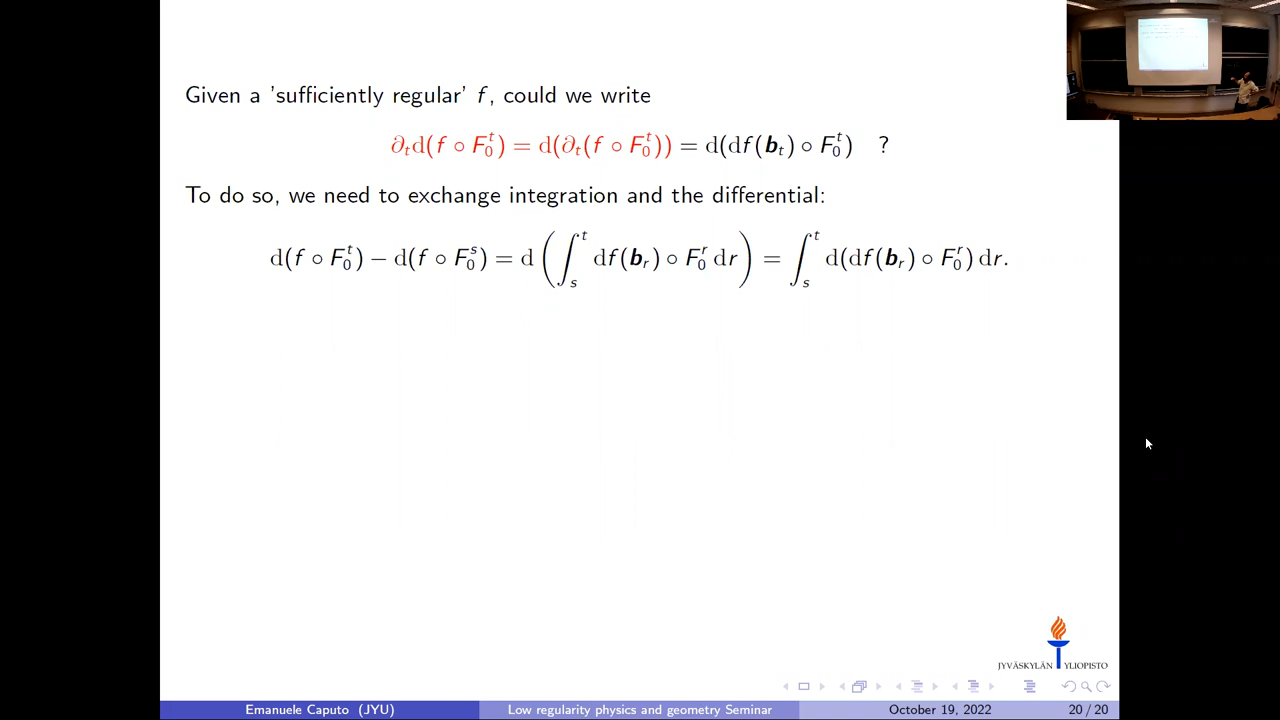 Given a 'sufficiently regular' f, could we write
∂ₜd(f ∘ F₀ᵗ) = d(∂ₜ(f ∘ F₀ᵗ)) = d(df(bₜ) ∘ F₀ᵗ) ?
To do so, we need to exchange integration and the differential:
d(f ∘ F₀ᵗ) − d(f ∘ F₀ˢ) = d(∫ₛᵗ df(bᵣ) ∘ F₀ʳ dr) = ∫ₛᵗ d(df(bᵣ) ∘ F₀ʳ) dr.
JYVÄSKYLÄN YLIOPISTO
Emanuele Caputo (JYU) Low regularity physics and geometry Seminar October 19, 2022 20 / 20